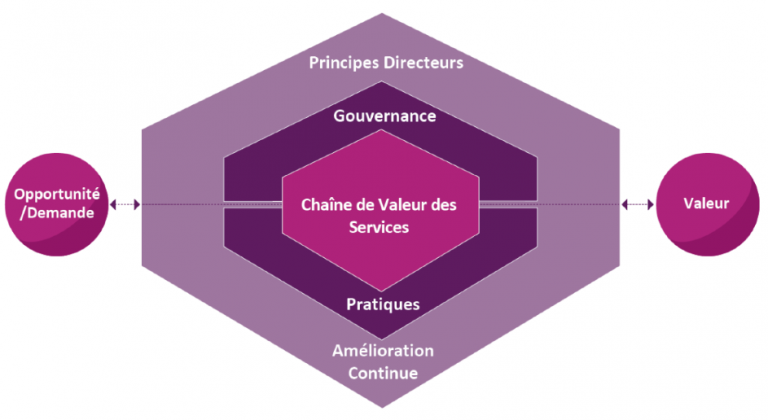 Principes Directeurs
Gouvernance
Opportunité
/Demande
Chaîne de Valeur des
Services
Valeur
Pratiques
Amélioration
Continue